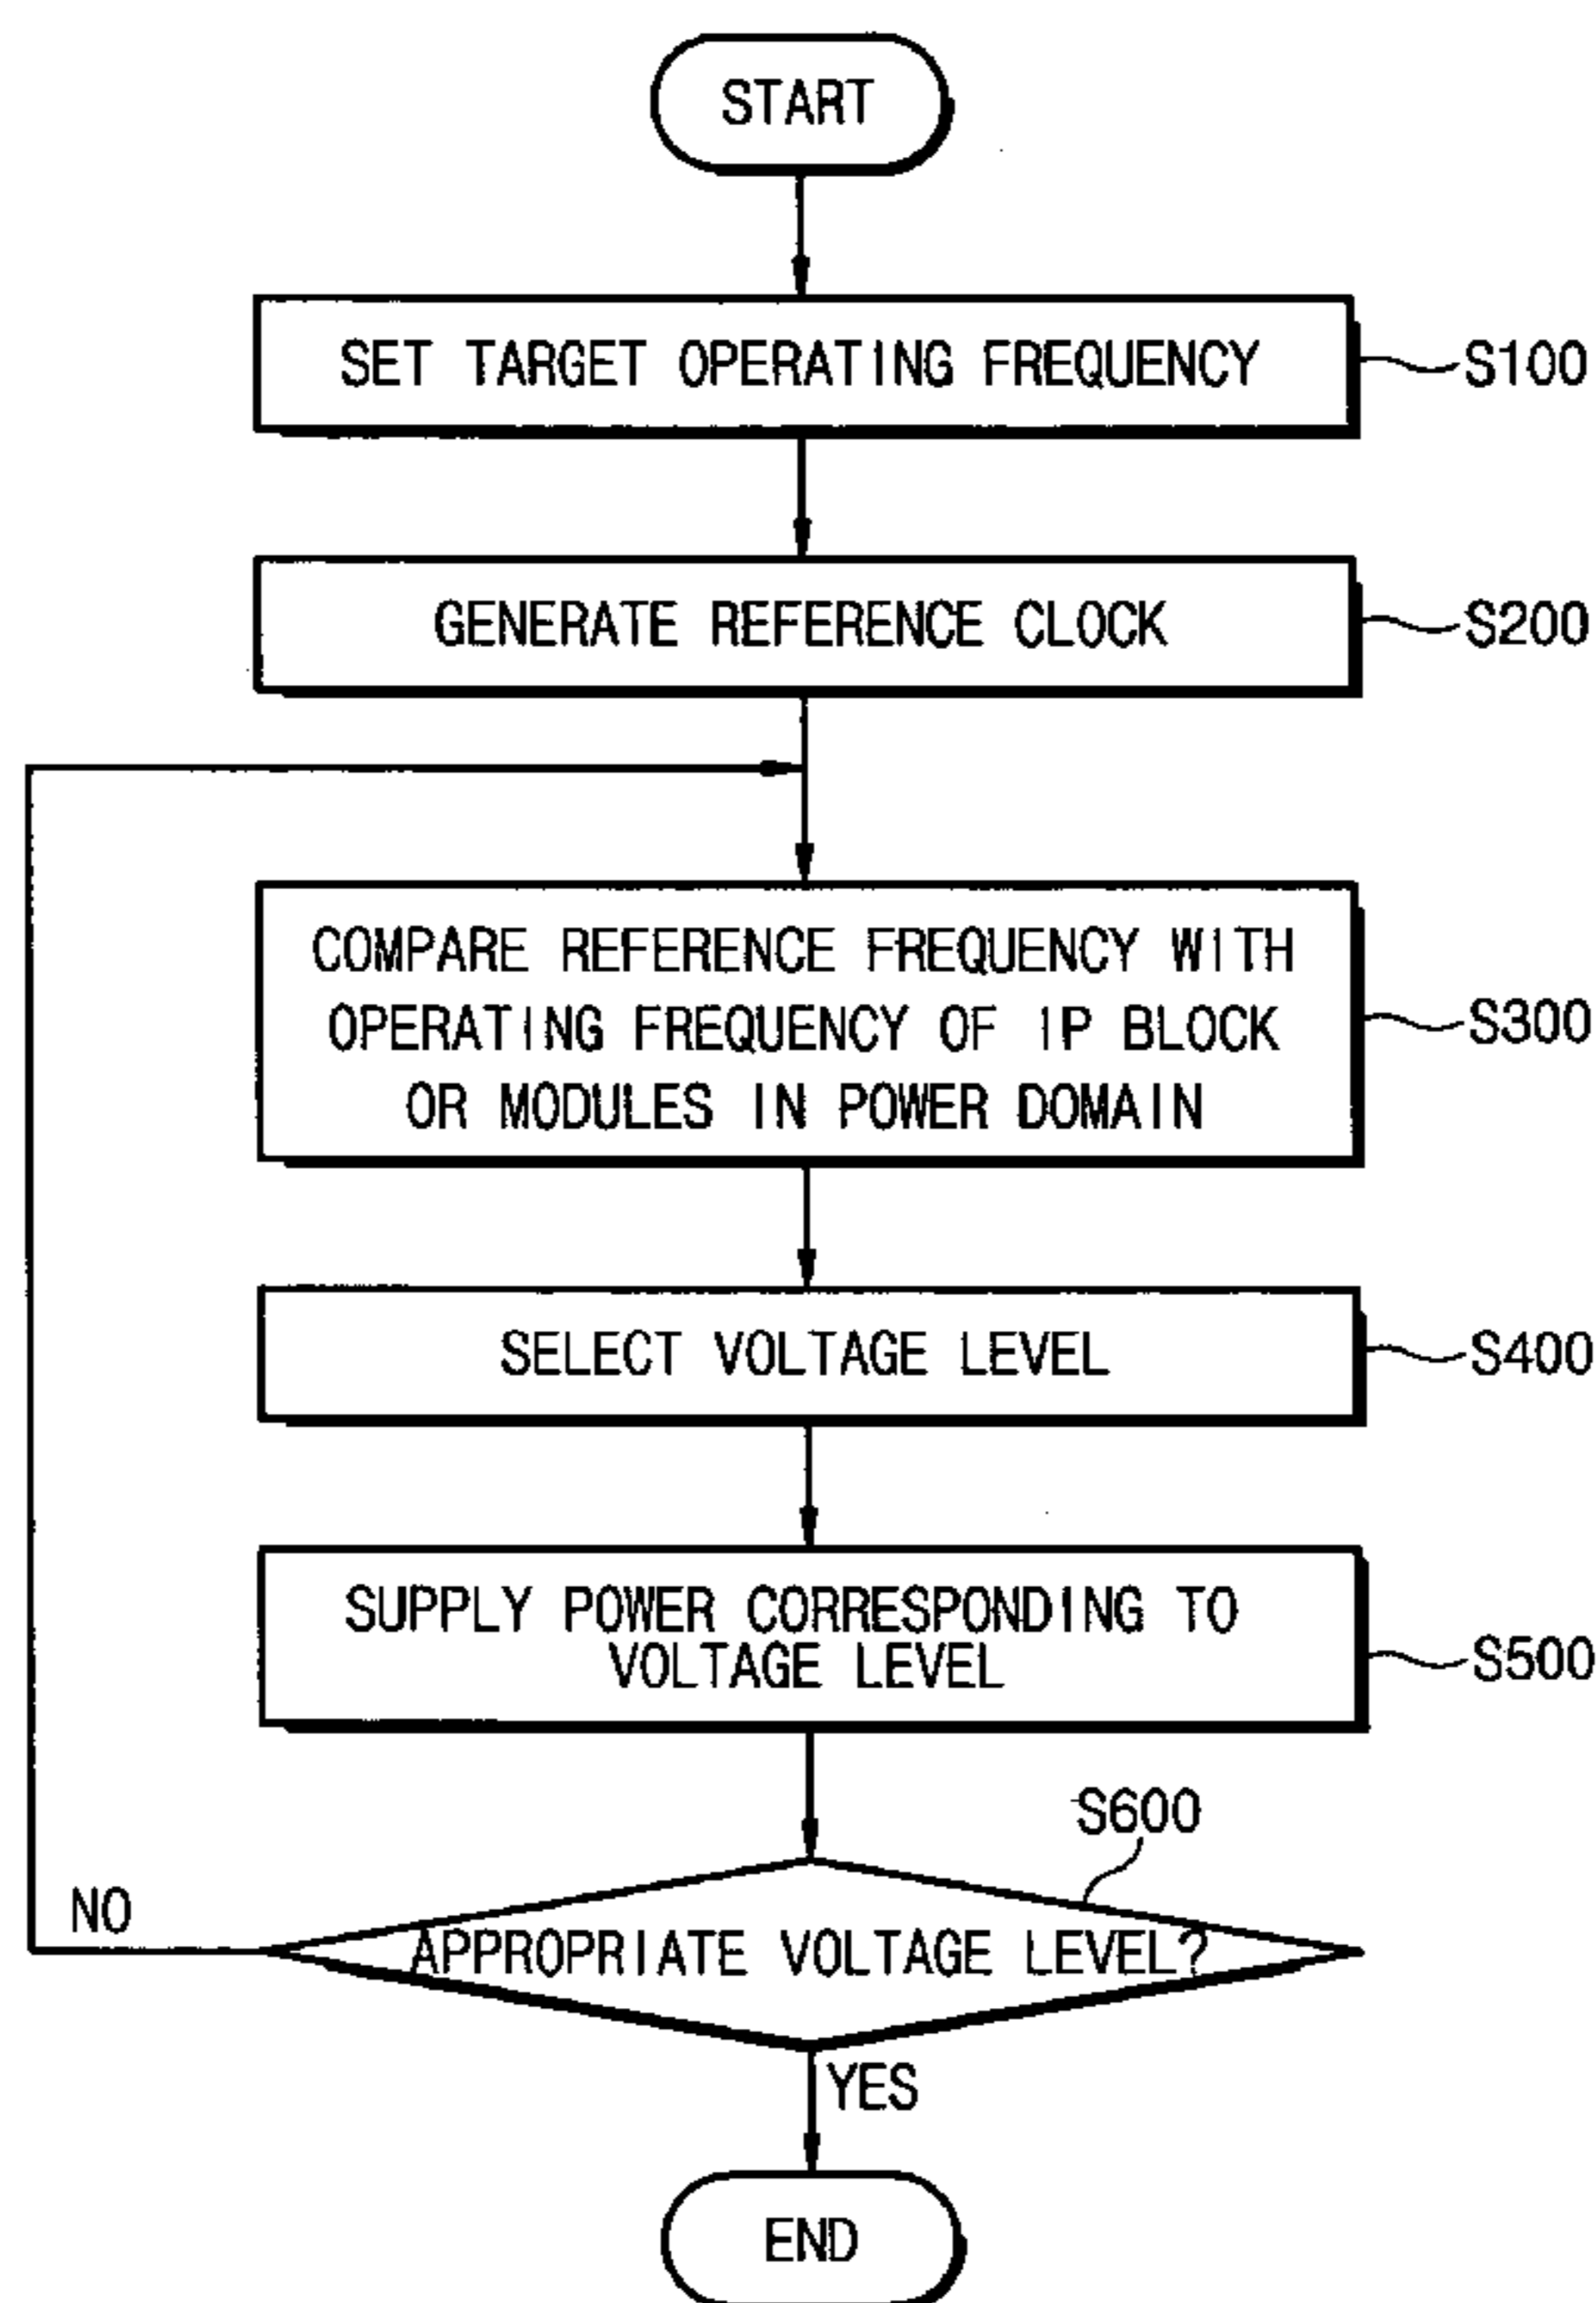 START
SET TARGET OPERATING FREQUENCY
S100
GENERATE REFERENCE CLOCK
S200
COMPARE REFERENCE FREQUENCY WITH
OPERATING FREQUENCY OF IP BLOCK
OR MODULES IN POWER DOMAIN
S300
SELECT VOLTAGE LEVEL
S400
SUPPLY POWER CORRESPONDING TO
VOLTAGE LEVEL
S500
S600
NO
APPROPRIATE VOLTAGE LEVEL?
YES
END